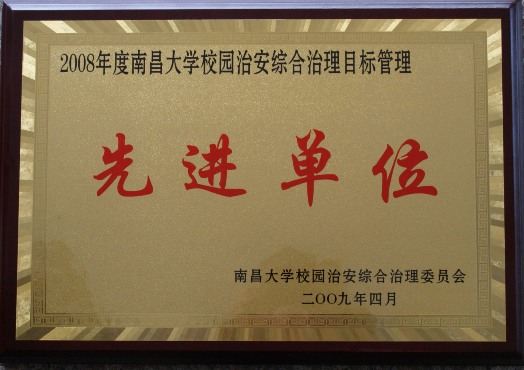 2008年度南昌大学校园治安综合治理目标管理
先进单位
南昌大学校园治安综合治理委员会
二〇〇九年四月